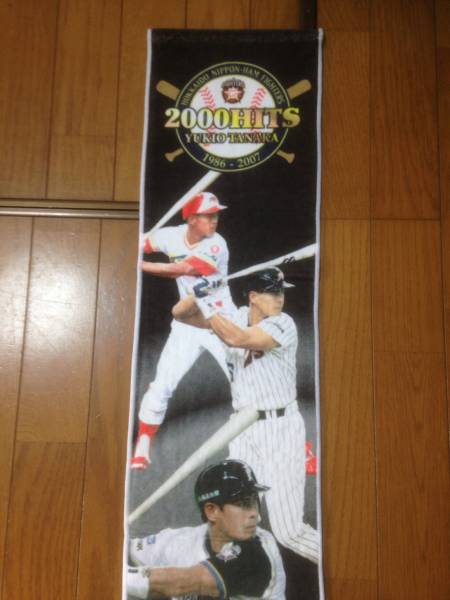 HOKKAIDO NIPPON-HAM FIGHTERS
2000HITS
YUKIO TANAKA
1986 - 2007